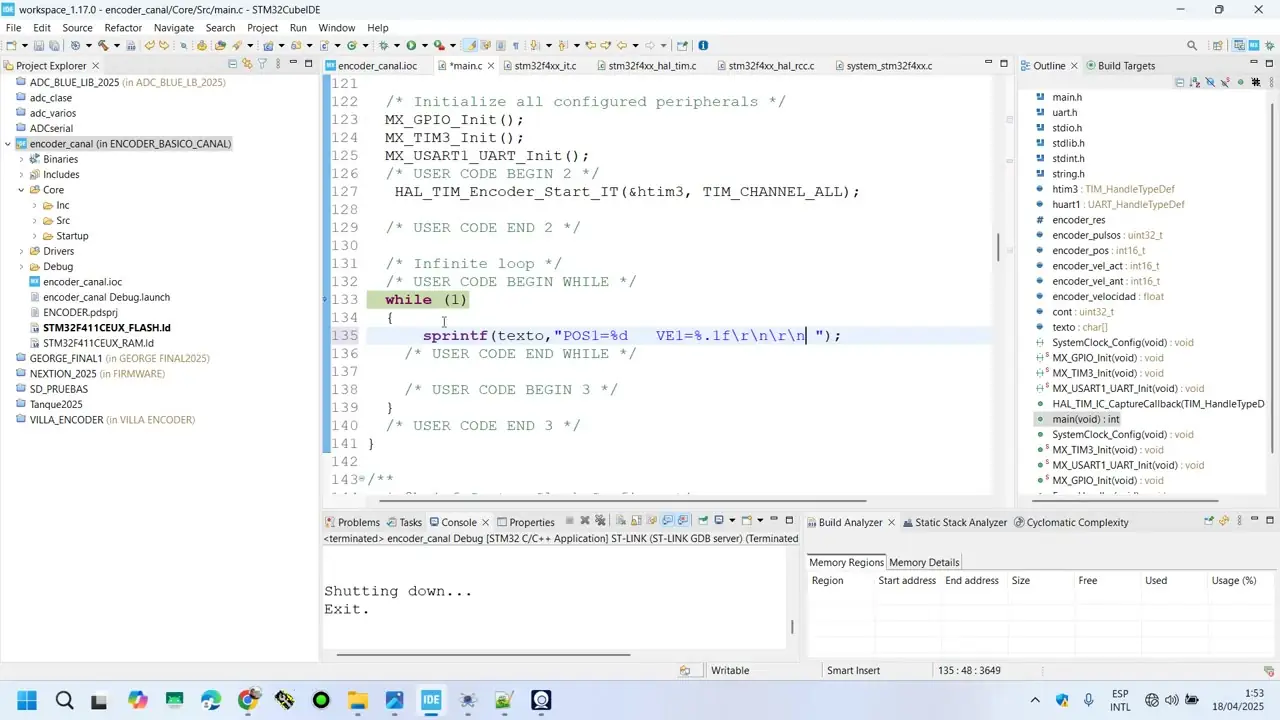 workspace_1.17.0 - encoder_canal/Core/Src/main.c - STM32CubeIDE
File Edit Source Refactor Navigate Search Project Run Window Help
Project Explorer
ADC_BLUE_LIB_2025 (in ADC_BLUE_LIB_2025)
adc_clase
adc_varios
ADCserial
encoder_canal (in ENCODER_BASICO_CANAL)
Binaries
Includes
Core
Inc
Src
Startup
Drivers
Debug
encoder_canal.ioc
encoder_canal Debug.launch
ENCODER.pdsprj
STM32F411CEUX_FLASH.ld
STM32F411CEUX_RAM.ld
GEORGE_FINAL1 (in GEORGE FINAL2025)
NEXTION_2025 (in FIRMWARE)
SD_PRUEBAS
Tanque2025
VILLA_ENCODER (in VILLA ENCODER)
encoder_canal.ioc *main.c stm32f4xx_it.c stm32f4xx_hal_tim.c stm32f4xx_hal_rcc.c system_stm32f4xx.c
121
122 /* Initialize all configured peripherals */
123 MX_GPIO_Init();
124 MX_TIM3_Init();
125 MX_USART1_UART_Init();
126 /* USER CODE BEGIN 2 */
127 HAL_TIM_Encoder_Start_IT(&htim3, TIM_CHANNEL_ALL);
128
129 /* USER CODE END 2 */
130
131 /* Infinite loop */
132 /* USER CODE BEGIN WHILE */
133 while (1)
134 {
135 sprintf(texto,"POS1=%d   VE1=%.1f\r\n\r\n ");
136 /* USER CODE END WHILE */
137
138 /* USER CODE BEGIN 3 */
139 }
140 /* USER CODE END 3 */
141 }
142
143 /**
Outline Build Targets
main.h
uart.h
stdio.h
stdlib.h
stdint.h
string.h
htim3 : TIM_HandleTypeDef
huart1 : UART_HandleTypeDef
encoder_res
encoder_pulsos : uint32_t
encoder_pos : int16_t
encoder_vel_act : int16_t
encoder_vel_ant : int16_t
encoder_velocidad : float
cont : uint32_t
texto : char[]
SystemClock_Config(void) : void
MX_GPIO_Init(void) : void
MX_TIM3_Init(void) : void
MX_USART1_UART_Init(void) : void
HAL_TIM_IC_CaptureCallback(TIM_HandleTypeD
main(void) : int
SystemClock_Config(void) : void
MX_TIM3_Init(void) : void
MX_USART1_UART_Init(void) : void
MX_GPIO_Init(void) : void
Problems Tasks Console Properties
<terminated> encoder_canal Debug [STM32 C/C++ Application] ST-LINK (ST-LINK GDB server) (Terminated
Shutting down...
Exit.
Build Analyzer Static Stack Analyzer Cyclomatic Complexity
Memory Regions Memory Details
Region Start address End address Size Free Used Usage (%)
Writable Smart Insert 135 : 48 : 3649
IDE
ESP
INTL
1:53
18/04/2025